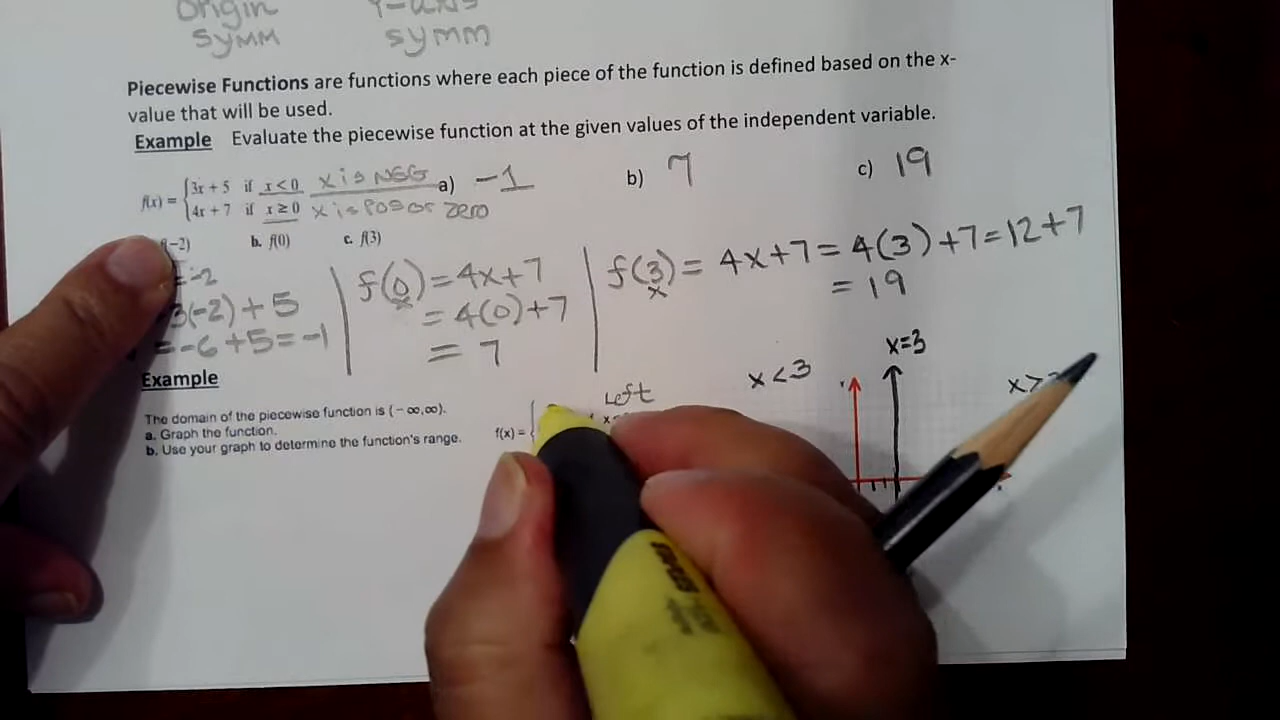 origin Y-axis
symm symm
Piecewise Functions are functions where each piece of the function is defined based on the x-
value that will be used.
Example Evaluate the piecewise function at the given values of the independent variable.
f(x) = { 3x + 5 if x < 0 x is NEG a) -1 b) 7 c) 19
4x + 7 if x ≥ 0 x is POS or zero
(-2) b. f(0) c. f(3)
= -2
3(-2) + 5
= -6 + 5 = -1
f(0) = 4x + 7
x
= 4(0) + 7
= 7
f(3) = 4x + 7 = 4(3) + 7 = 12 + 7
x
= 19
Example
The domain of the piecewise function is (-∞,∞).
a. Graph the function.
b. Use your graph to determine the function's range.
Left
f(x) = {
x < 3 x = 3 x >